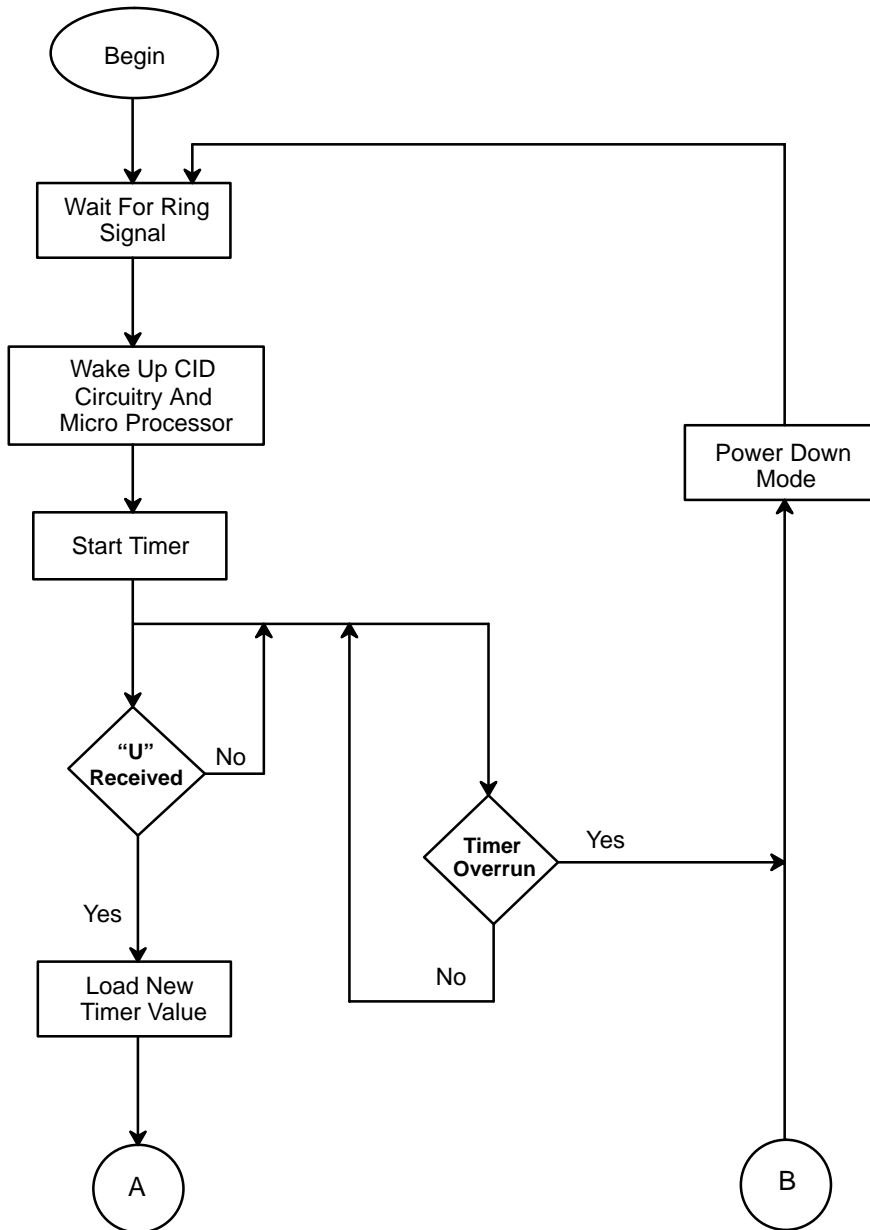 Begin
Wait For Ring
Signal
Wake Up CID
Circuitry And
Micro Processor
Power Down
Mode
Start Timer
“U”
Received
No
Timer
Overrun
Yes
Yes
No
Load New
Timer Value
A
B